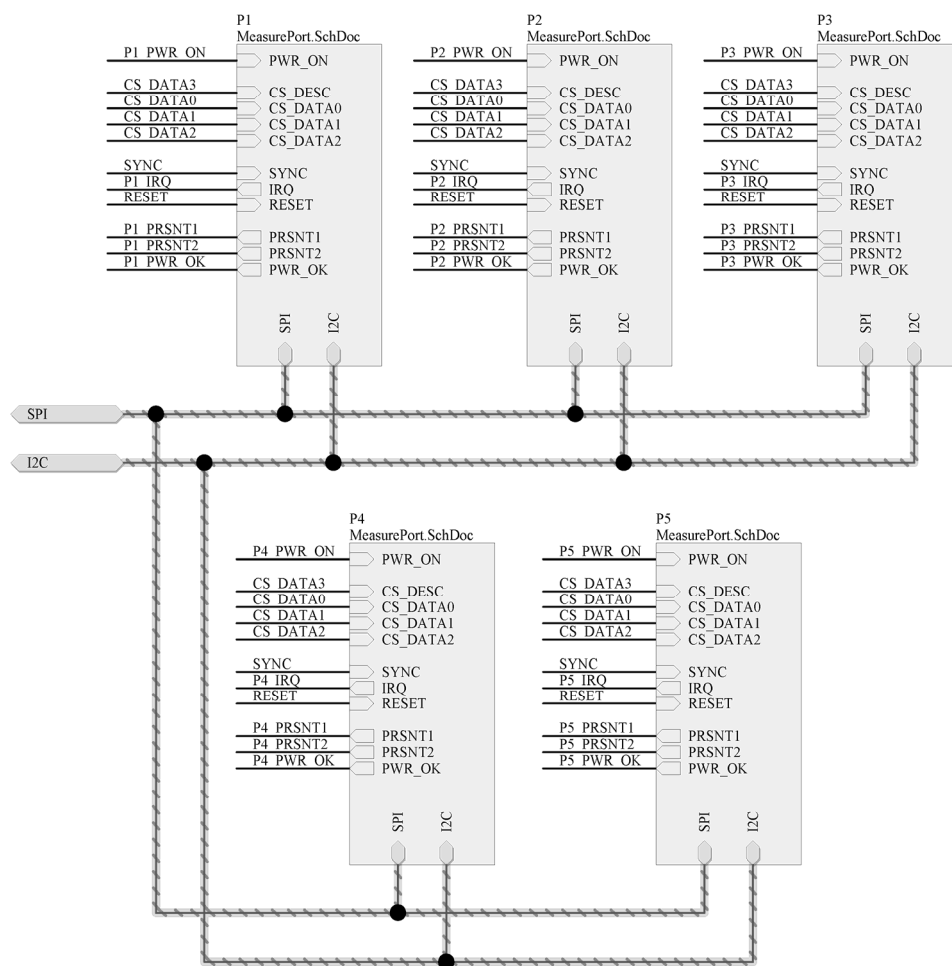 P1
MeasurePort.SchDoc
P1_PWR_ON PWR_ON
CS_DATA3 CS_DESC
CS_DATA0 CS_DATA0
CS_DATA1 CS_DATA1
CS_DATA2 CS_DATA2
SYNC SYNC
P1_IRQ IRQ
RESET RESET
P1_PRSNT1 PRSNT1
P1_PRSNT2 PRSNT2
P1_PWR_OK PWR_OK
SPI I2C
P2
MeasurePort.SchDoc
P2_PWR_ON PWR_ON
CS_DATA3 CS_DESC
CS_DATA0 CS_DATA0
CS_DATA1 CS_DATA1
CS_DATA2 CS_DATA2
SYNC SYNC
P2_IRQ IRQ
RESET RESET
P2_PRSNT1 PRSNT1
P2_PRSNT2 PRSNT2
P2_PWR_OK PWR_OK
SPI I2C
P3
MeasurePort.SchDoc
P3_PWR_ON PWR_ON
CS_DATA3 CS_DESC
CS_DATA0 CS_DATA0
CS_DATA1 CS_DATA1
CS_DATA2 CS_DATA2
SYNC SYNC
P3_IRQ IRQ
RESET RESET
P3_PRSNT1 PRSNT1
P3_PRSNT2 PRSNT2
P3_PWR_OK PWR_OK
SPI I2C
SPI
I2C
P4
MeasurePort.SchDoc
P4_PWR_ON PWR_ON
CS_DATA3 CS_DESC
CS_DATA0 CS_DATA0
CS_DATA1 CS_DATA1
CS_DATA2 CS_DATA2
SYNC SYNC
P4_IRQ IRQ
RESET RESET
P4_PRSNT1 PRSNT1
P4_PRSNT2 PRSNT2
P4_PWR_OK PWR_OK
SPI I2C
P5
MeasurePort.SchDoc
P5_PWR_ON PWR_ON
CS_DATA3 CS_DESC
CS_DATA0 CS_DATA0
CS_DATA1 CS_DATA1
CS_DATA2 CS_DATA2
SYNC SYNC
P5_IRQ IRQ
RESET RESET
P5_PRSNT1 PRSNT1
P5_PRSNT2 PRSNT2
P5_PWR_OK PWR_OK
SPI I2C